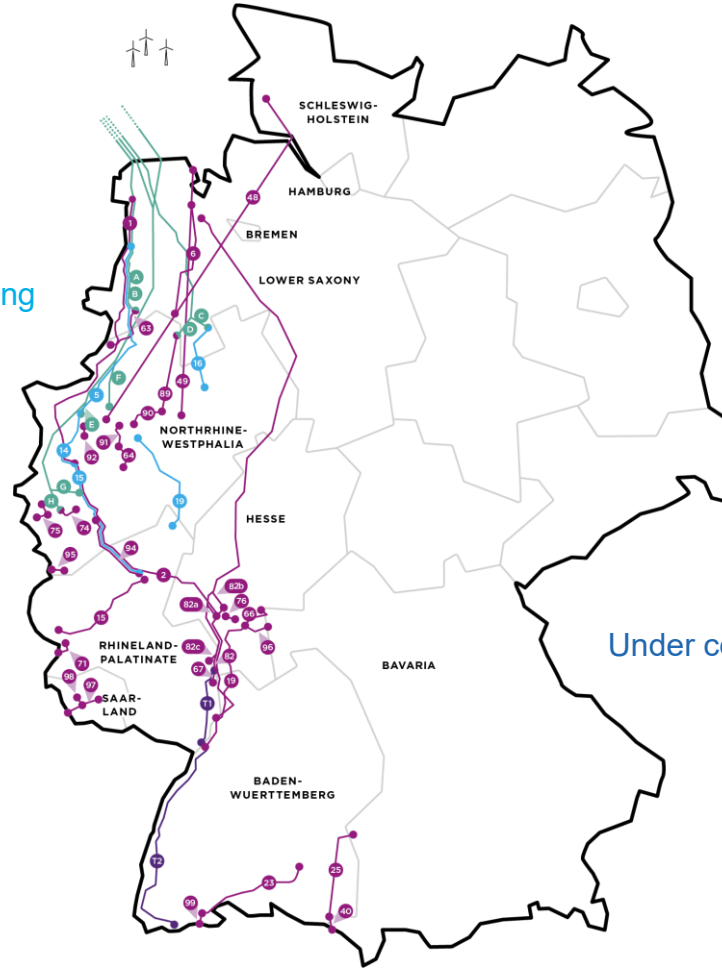 SCHLESWIG-
HOLSTEIN
HAMBURG
48
1
BREMEN
6
LOWER SAXONY
A
B
ng
C
63
D
16
F
5
89
49
90
E
NORTHRHINE-
WESTPHALIA
91
14
92
64
15
G
19
H
HESSE
75
74
94
95
2
82b
82a
76
66
15
RHINELAND-
PALATINATE
82c
82
96
Under co
71
67
19
BAVARIA
98
97
SAAR-
LAND
T1
BADEN-
WUERTTEMBERG
T2
25
23
99
40